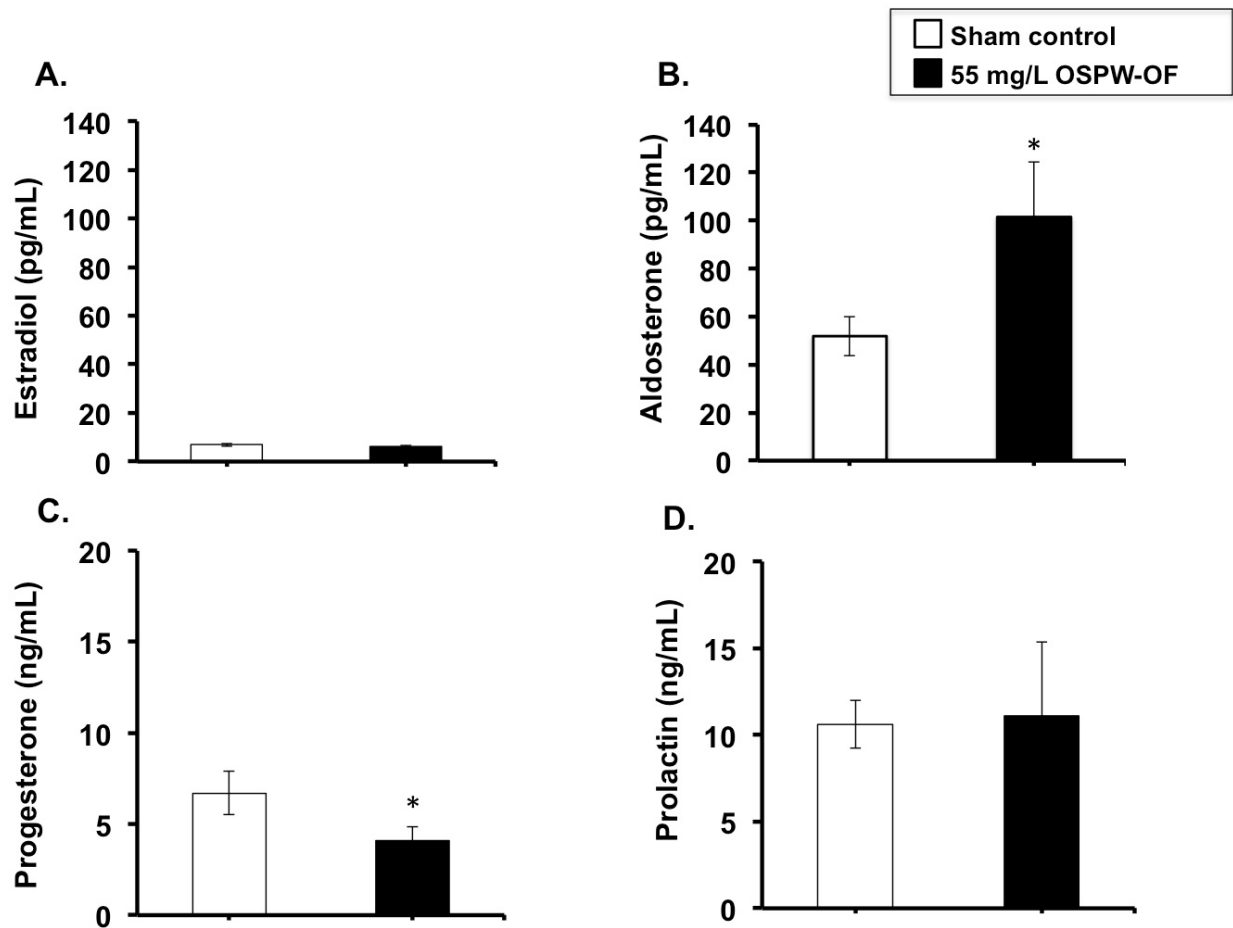 Sham control
55 mg/L OSPW-OF
A.
Estradiol (pg/mL)
140
120
100
80
60
40
20
0
B.
Aldosterone (pg/mL)
140
120
100
80
60
40
20
0
*
C.
Progesterone (ng/mL)
20
15
10
5
0
*
D.
Prolactin (ng/mL)
20
15
10
5
0